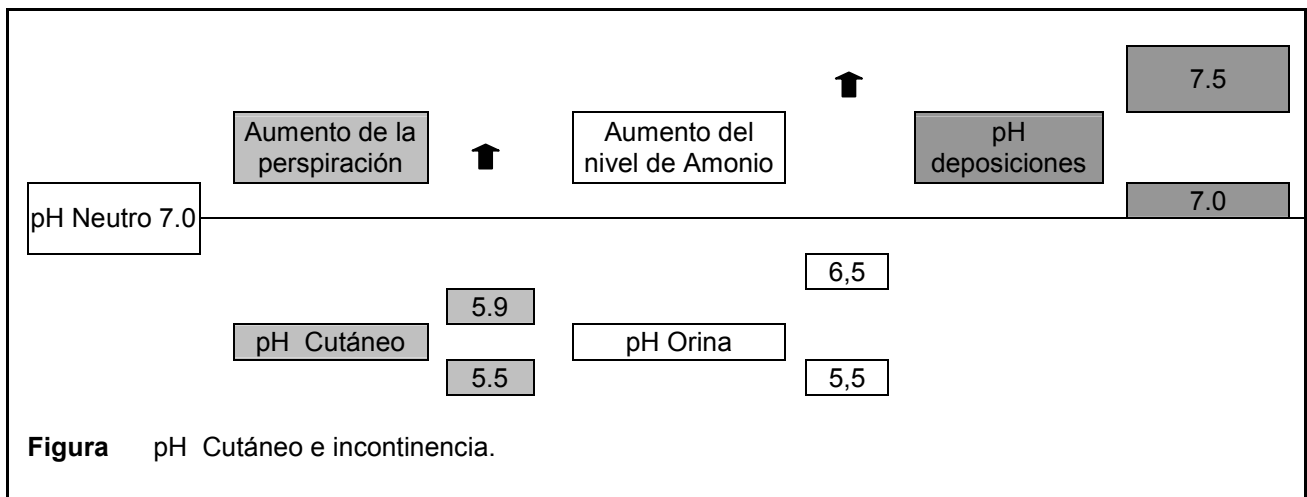 7.5
Aumento de la
perspiración
Aumento del
nivel de Amonio
pH
deposiciones
pH Neutro 7.0
7.0
6,5
5.9
pH Cutáneo
pH Orina
5.5
5,5
Figura pH Cutáneo e incontinencia.